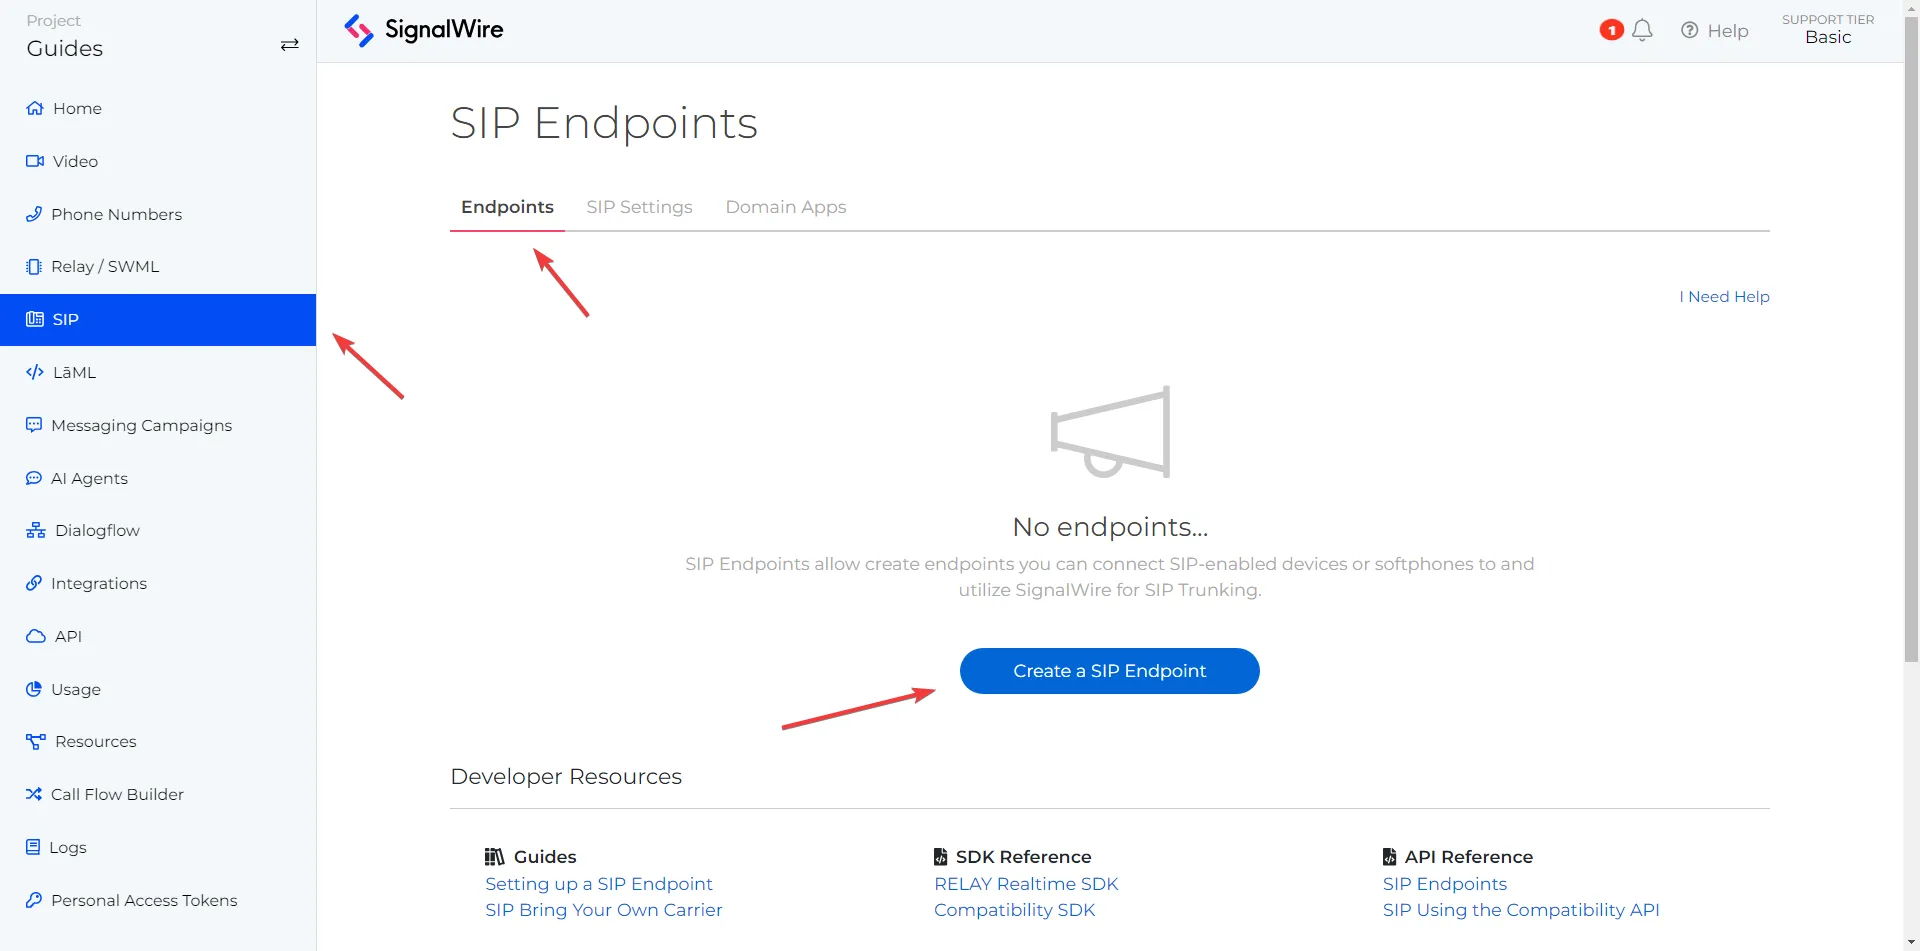 Project
Guides
Home
Video
Phone Numbers
Relay / SWML
SIP
LāML
Messaging Campaigns
AI Agents
Dialogflow
Integrations
API
Usage
Resources
Call Flow Builder
Logs
Personal Access Tokens
SignalWire
1
Help
SUPPORT TIER
Basic
SIP Endpoints
Endpoints SIP Settings Domain Apps
I Need Help
No endpoints...
SIP Endpoints allow create endpoints you can connect SIP-enabled devices or softphones to and
utilize SignalWire for SIP Trunking.
Create a SIP Endpoint
Developer Resources
Guides
Setting up a SIP Endpoint
SIP Bring Your Own Carrier
SDK Reference
RELAY Realtime SDK
Compatibility SDK
API Reference
SIP Endpoints
SIP Using the Compatibility API